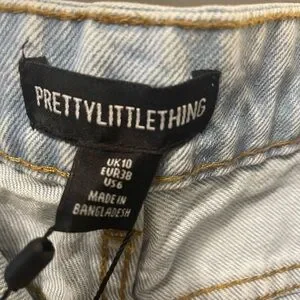 PRETTYLITTLETHING
UK10
EUR38
US6
MADE IN
BANGLADESH